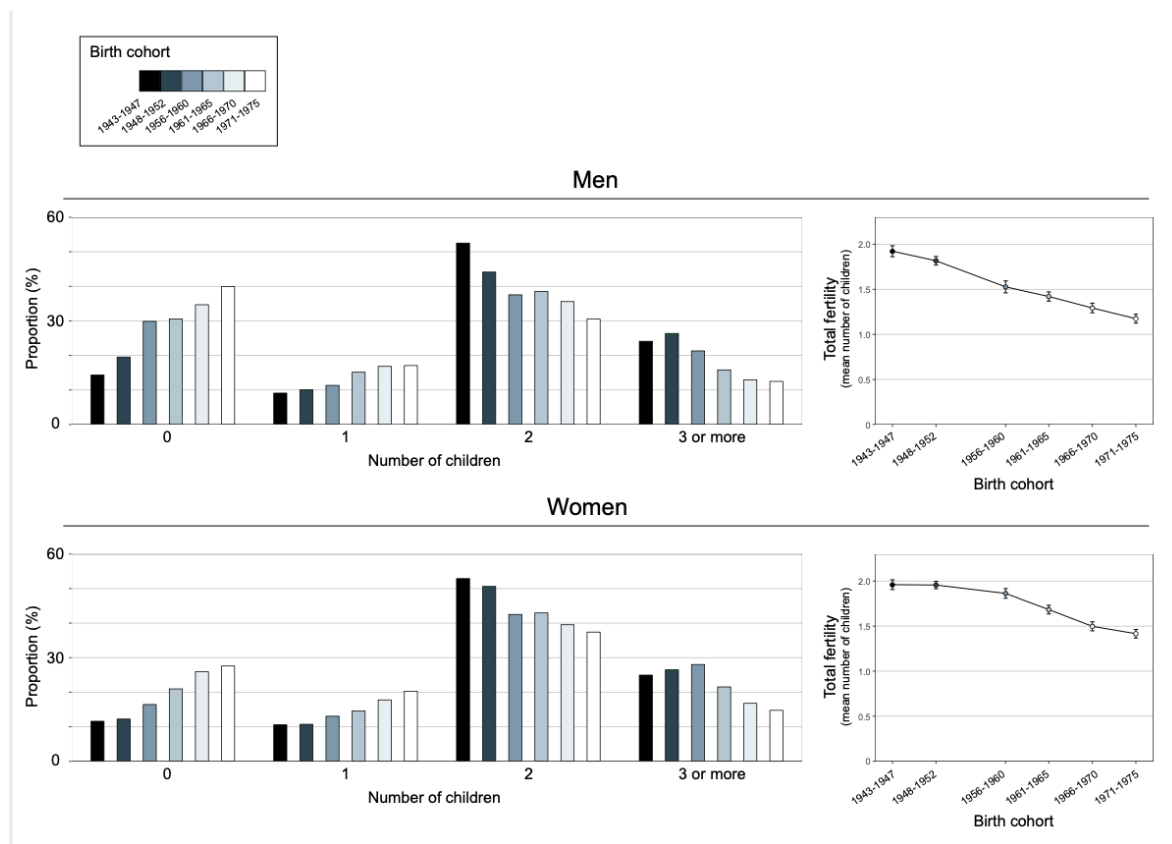 Birth cohort
1943-1947
1948-1952
1956-1960
1961-1965
1966-1970
1971-1975
Men
60
30
0
Proportion (%)
0 1 2 3 or more
Number of children
2.0
1.5
1.0
0.5
0
Total fertility
(mean number of children)
1943-1947
1948-1952
1956-1960
1961-1965
1966-1970
1971-1975
Birth cohort
Women
60
30
0
Proportion (%)
0 1 2 3 or more
Number of children
2.0
1.5
1.0
0.5
0
Total fertility
(mean number of children)
1943-1947
1948-1952
1956-1960
1961-1965
1966-1970
1971-1975
Birth cohort